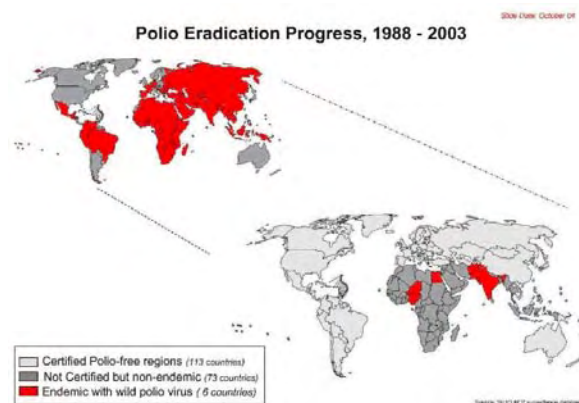 Slide Date: October 04
Polio Eradication Progress, 1988 - 2003
Certified Polio-free regions (113 countries)
Not Certified but non-endemic (73 countries)
Endemic with wild polio virus ( 6 countries)